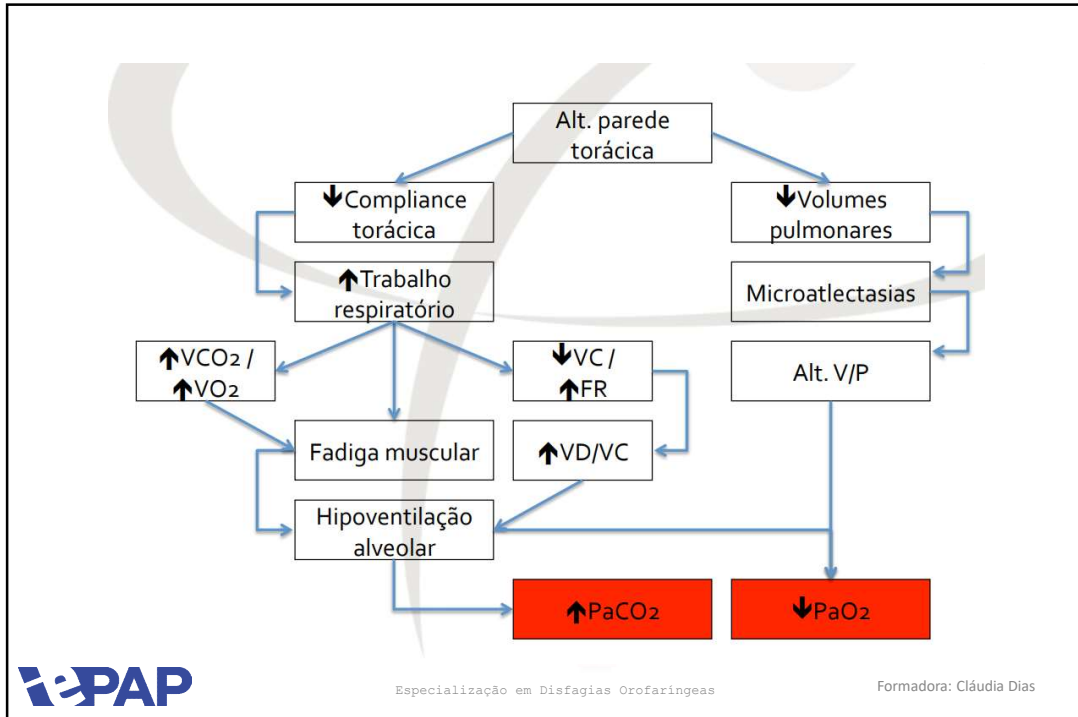 Alt. parede
torácica
🡻Compliance
torácica
🡻Volumes
pulmonares
🡹Trabalho
respiratório
Microatlectasias
🡹VCO2 /
🡹VO2
🡻VC /
🡹FR
Alt. V/P
Fadiga muscular
🡹VD/VC
Hipoventilação
alveolar
🡹PaCO2
🡻PaO2
iePAP
Especialização em Disfagias Orofaringeas
Formadora: Cláudia Dias